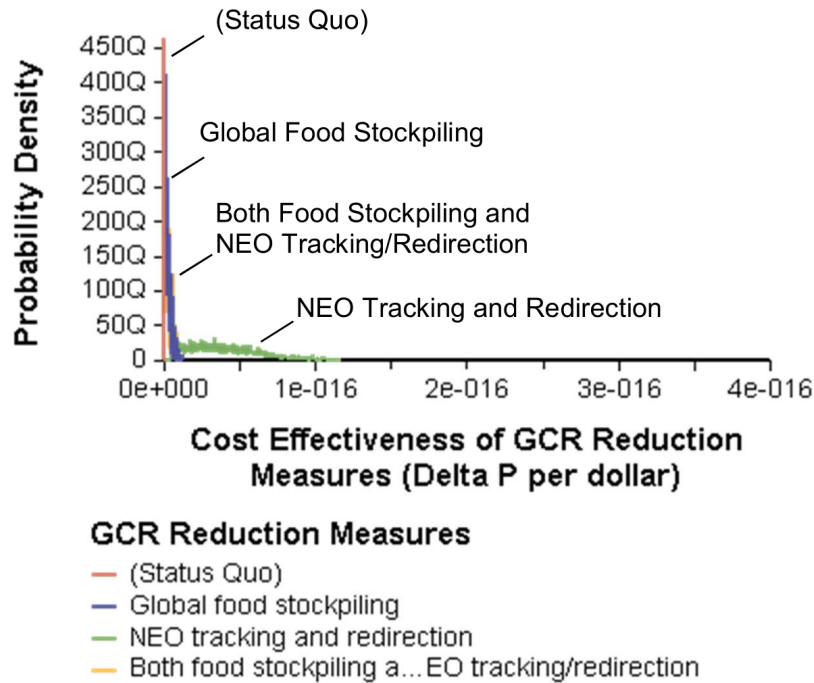 (Status Quo)
450Q
400Q
350Q
300Q
250Q
200Q
150Q
100Q
50Q
0
Probability Density
Global Food Stockpiling
Both Food Stockpiling and
NEO Tracking/Redirection
NEO Tracking and Redirection
0e+000 1e-016 2e-016 3e-016 4e-016
Cost Effectiveness of GCR Reduction
Measures (Delta P per dollar)
GCR Reduction Measures
(Status Quo)
Global food stockpiling
NEO tracking and redirection
Both food stockpiling a...EO tracking/redirection